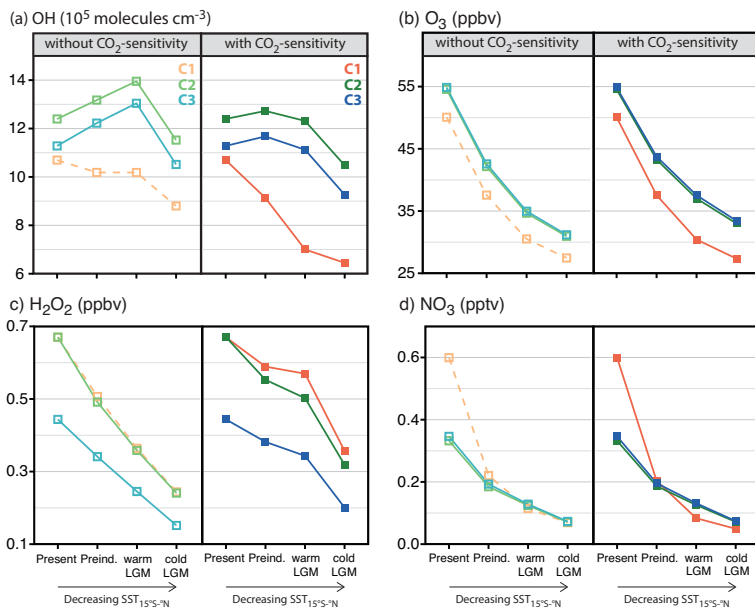 (a) OH (10⁵ molecules cm⁻³)
without CO₂-sensitivity
with CO₂-sensitivity
C1
C2
C3
C1
C2
C3
14
12
10
8
6
(b) O₃ (ppbv)
without CO₂-sensitivity
with CO₂-sensitivity
55
45
35
25
c) H₂O₂ (ppbv)
0.7
0.5
0.3
0.1
Present Preind. warm LGM cold LGM
Present Preind. warm LGM cold LGM
Decreasing SST₁₅°S-°N
Decreasing SST₁₅°S-°N
d) NO₃ (pptv)
0.6
0.4
0.2
0.0
Present Preind. warm LGM cold LGM
Present Preind. warm LGM cold LGM
Decreasing SST₁₅°S-°N
Decreasing SST₁₅°S-°N